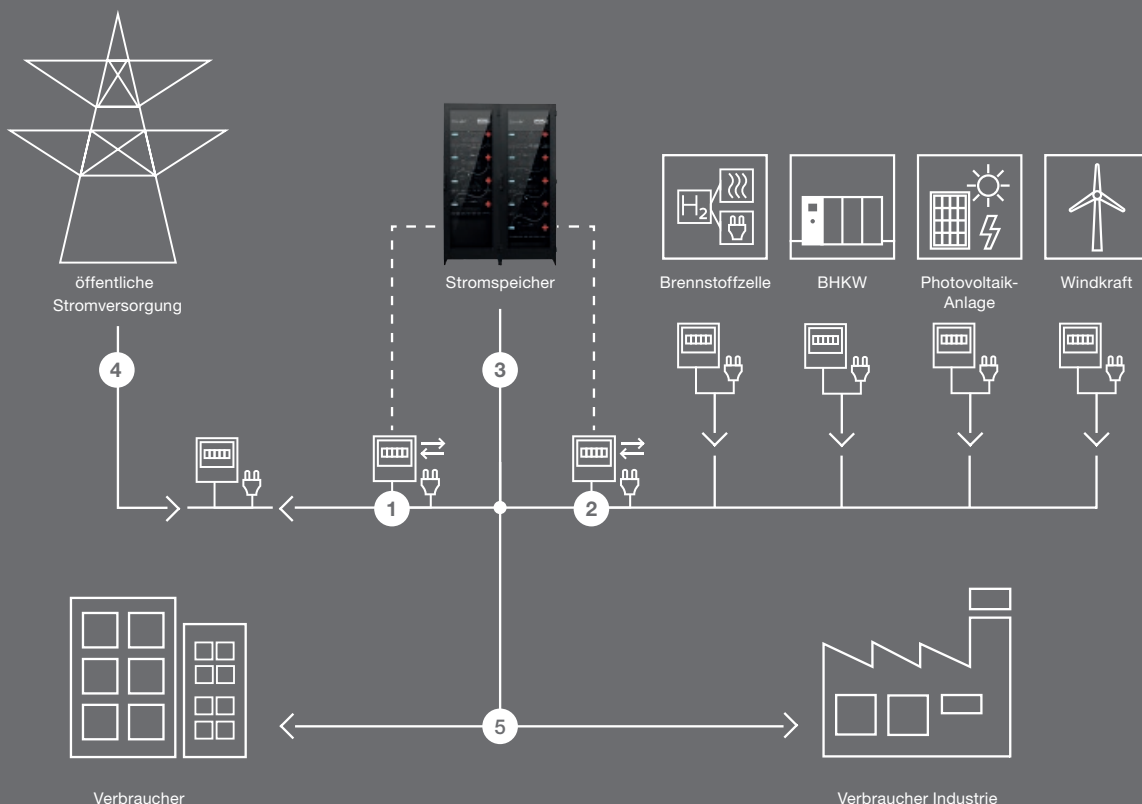 öffentliche
Stromversorgung
Stromspeicher
H₂
Brennstoffzelle
BHKW
Photovoltaik-
Anlage
Windkraft
4
3
1
2
5
Verbraucher
Verbraucher Industrie